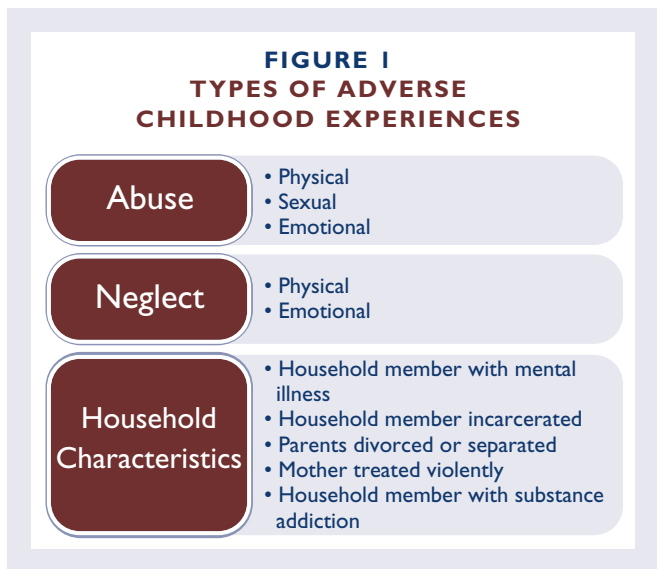 FIGURE 1
TYPES OF ADVERSE
CHILDHOOD EXPERIENCES
Abuse
• Physical
• Sexual
• Emotional
Neglect
• Physical
• Emotional
Household
Characteristics
• Household member with mental
illness
• Household member incarcerated
• Parents divorced or separated
• Mother treated violently
• Household member with substance
addiction